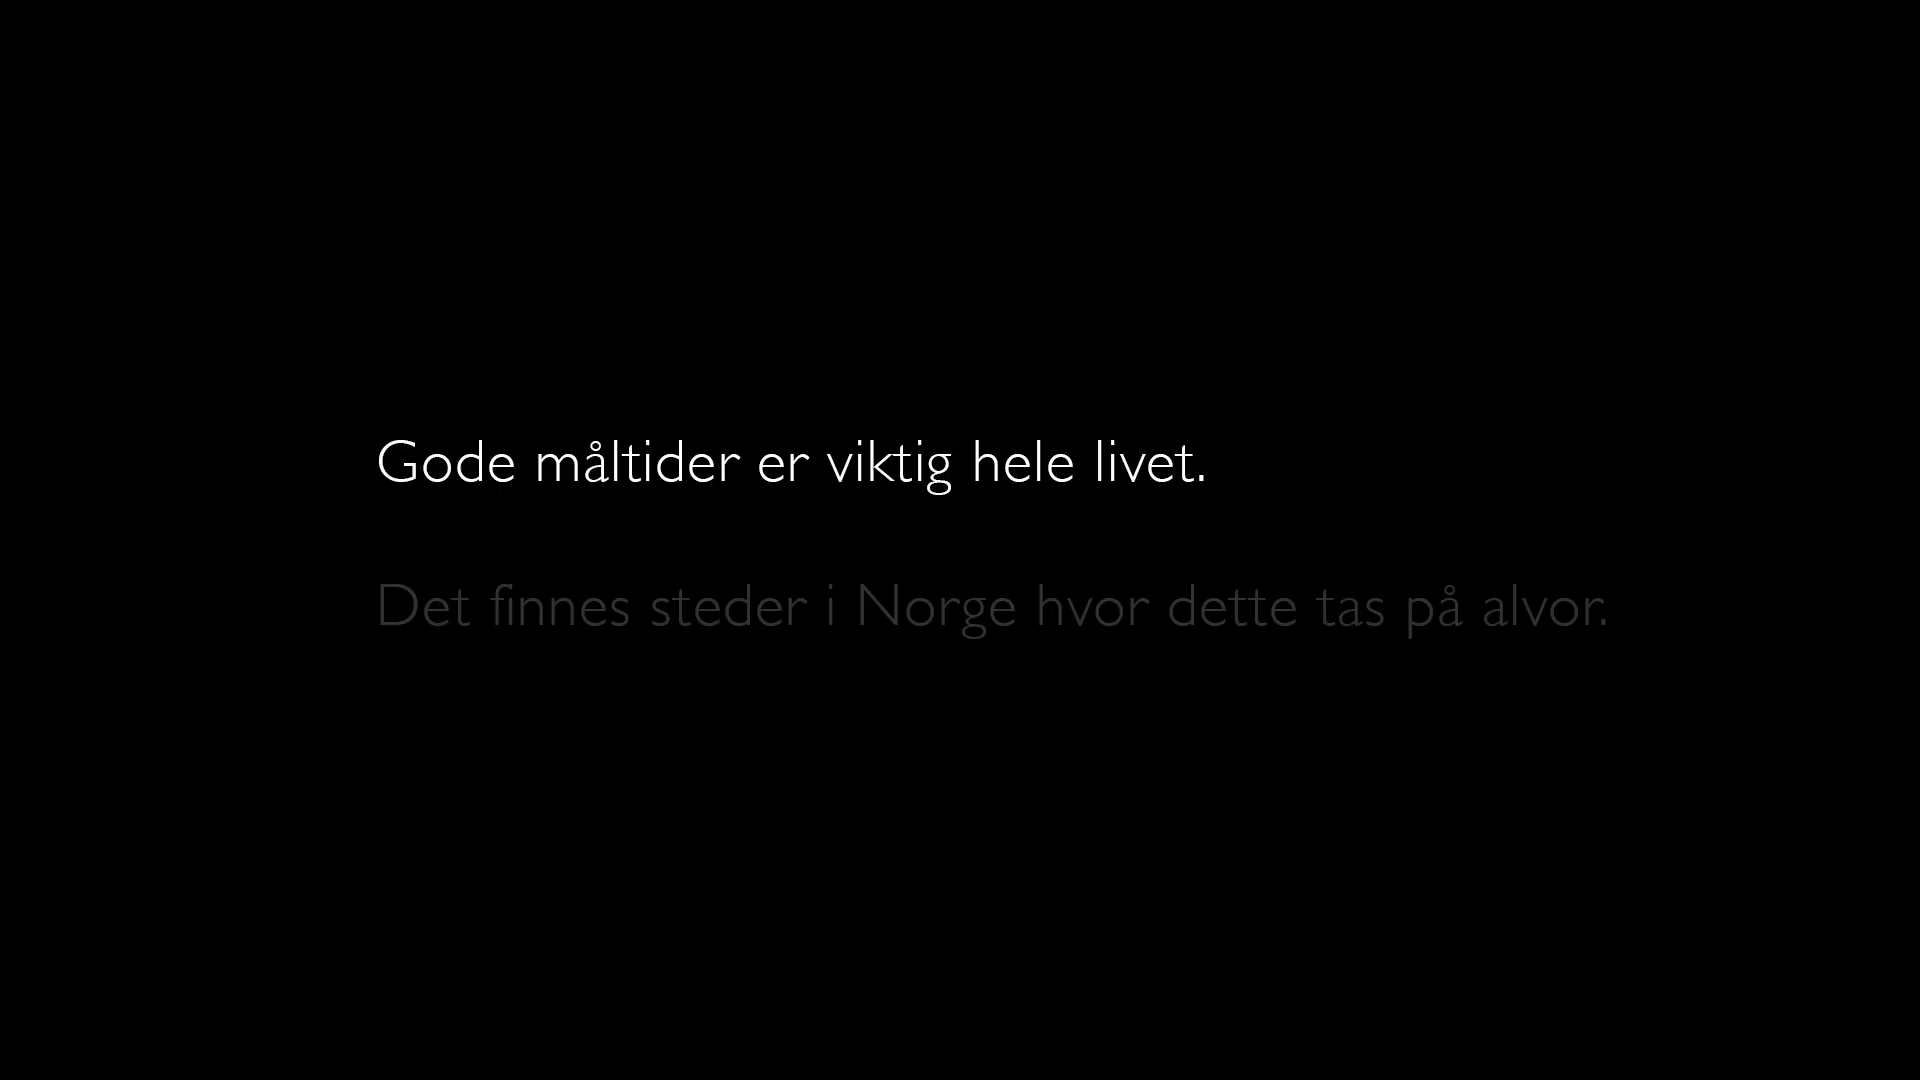 Gode måltider er viktig hele livet.
Det finnes steder i Norge hvor dette tas på alvor.